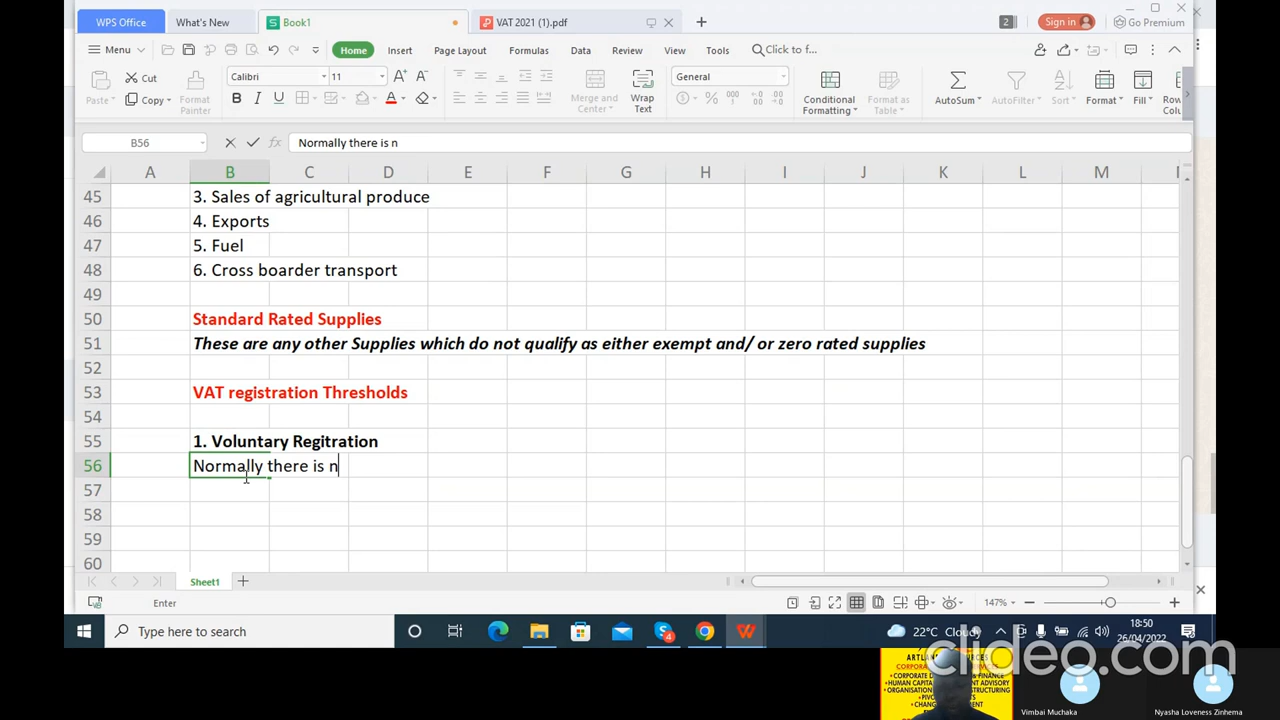 WPS Office
What's New
S Book1
VAT 2021 (1).pdf
2
Sign in
Go Premium
Menu
Home
Insert
Page Layout
Formulas
Data
Review
View
Tools
Click to f...
Paste
Cut
Copy
Format Painter
Calibri
11
B I U A
Merge and Center
Wrap Text
General
Conditional Formatting
Format as Table
AutoSum
AutoFilter
Sort
Format
Fill
B56
fx
Normally there is n
A B C D E F G H I J K L M
45 3. Sales of agricultural produce
46 4. Exports
47 5. Fuel
48 6. Cross boarder transport
49
50 Standard Rated Supplies
51 These are any other Supplies which do not qualify as either exempt and/ or zero rated supplies
52
53 VAT registration Thresholds
54
55 1. Voluntary Regitration
56 Normally there is n
57
58
59
60
Sheet1
Enter
147%
Type here to search
4
22°C Cloudy
18:50
26/04/2022
clideo.com
Vimbai Muchaka
Nyasha Loveness Zinhema